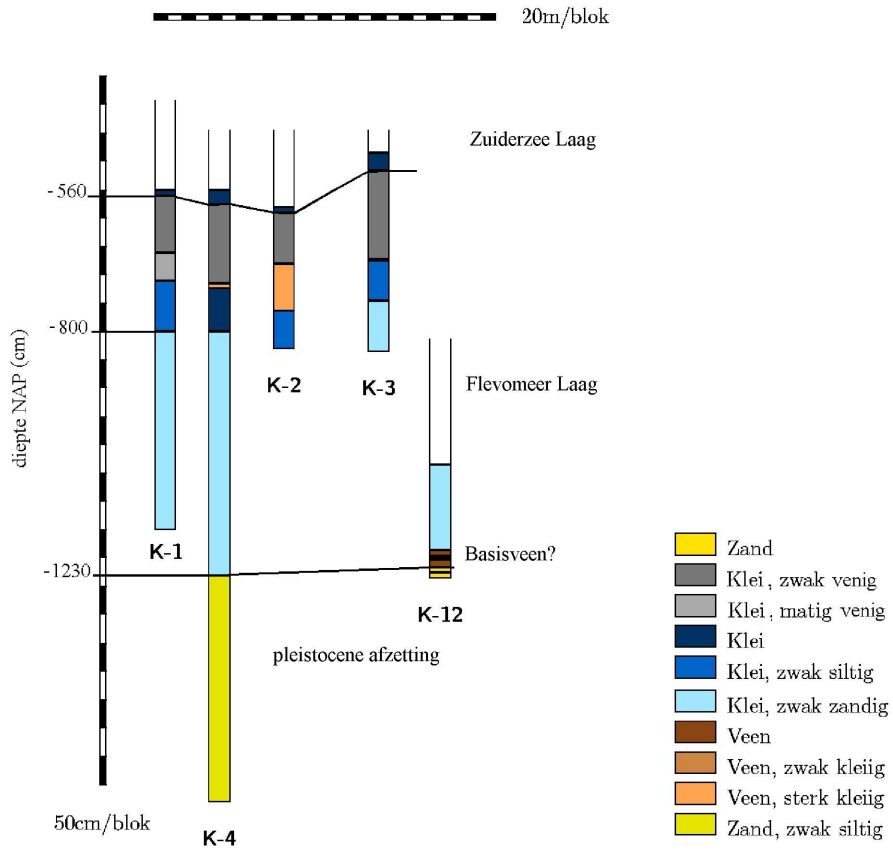 20m/blok
Zuiderzee Laag
-560
-800
diepte NAP (cm)
K-2
K-3
Flevomeer Laag
K-1
Basisveen?
-1230
K-12
pleistocene afzetting
50cm/blok
K-4
Zand
Klei, zwak venig
Klei, matig venig
Klei
Klei, zwak siltig
Klei, zwak zandig
Veen
Veen, zwak kleiig
Veen, sterk kleiig
Zand, zwak siltig